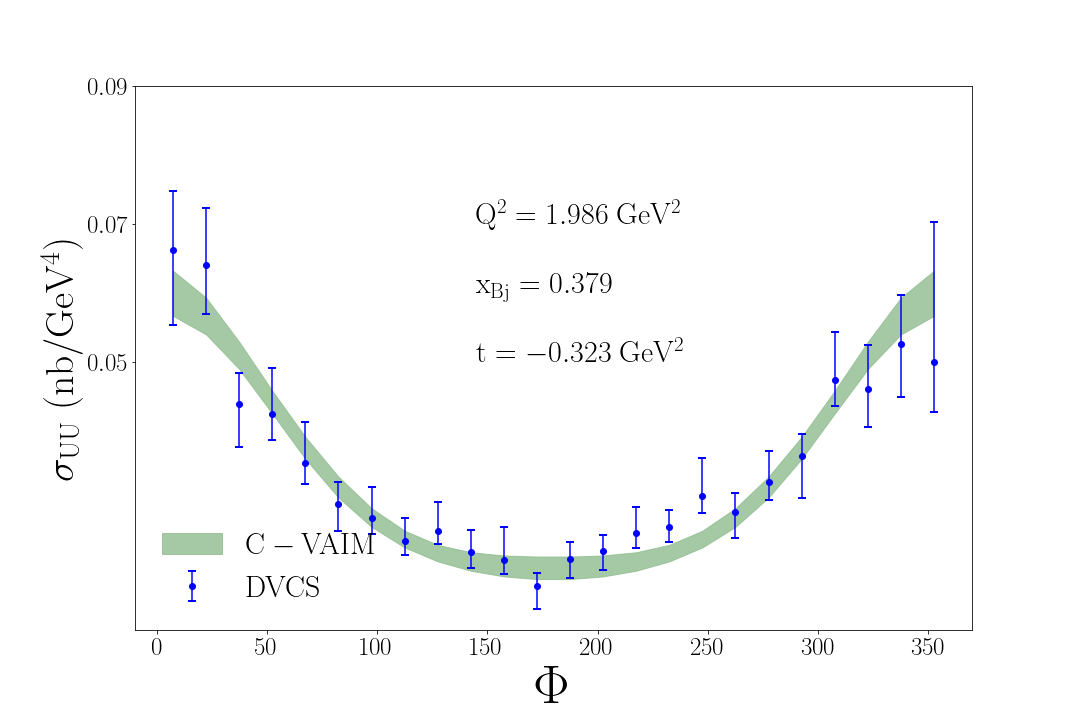 0.09
0.07
0.05
σUU (nb/GeV⁴)
Q² = 1.986 GeV²
xBj = 0.379
t = −0.323 GeV²
C − VAIM
DVCS
0 50 100 150 200 250 300 350
Φ